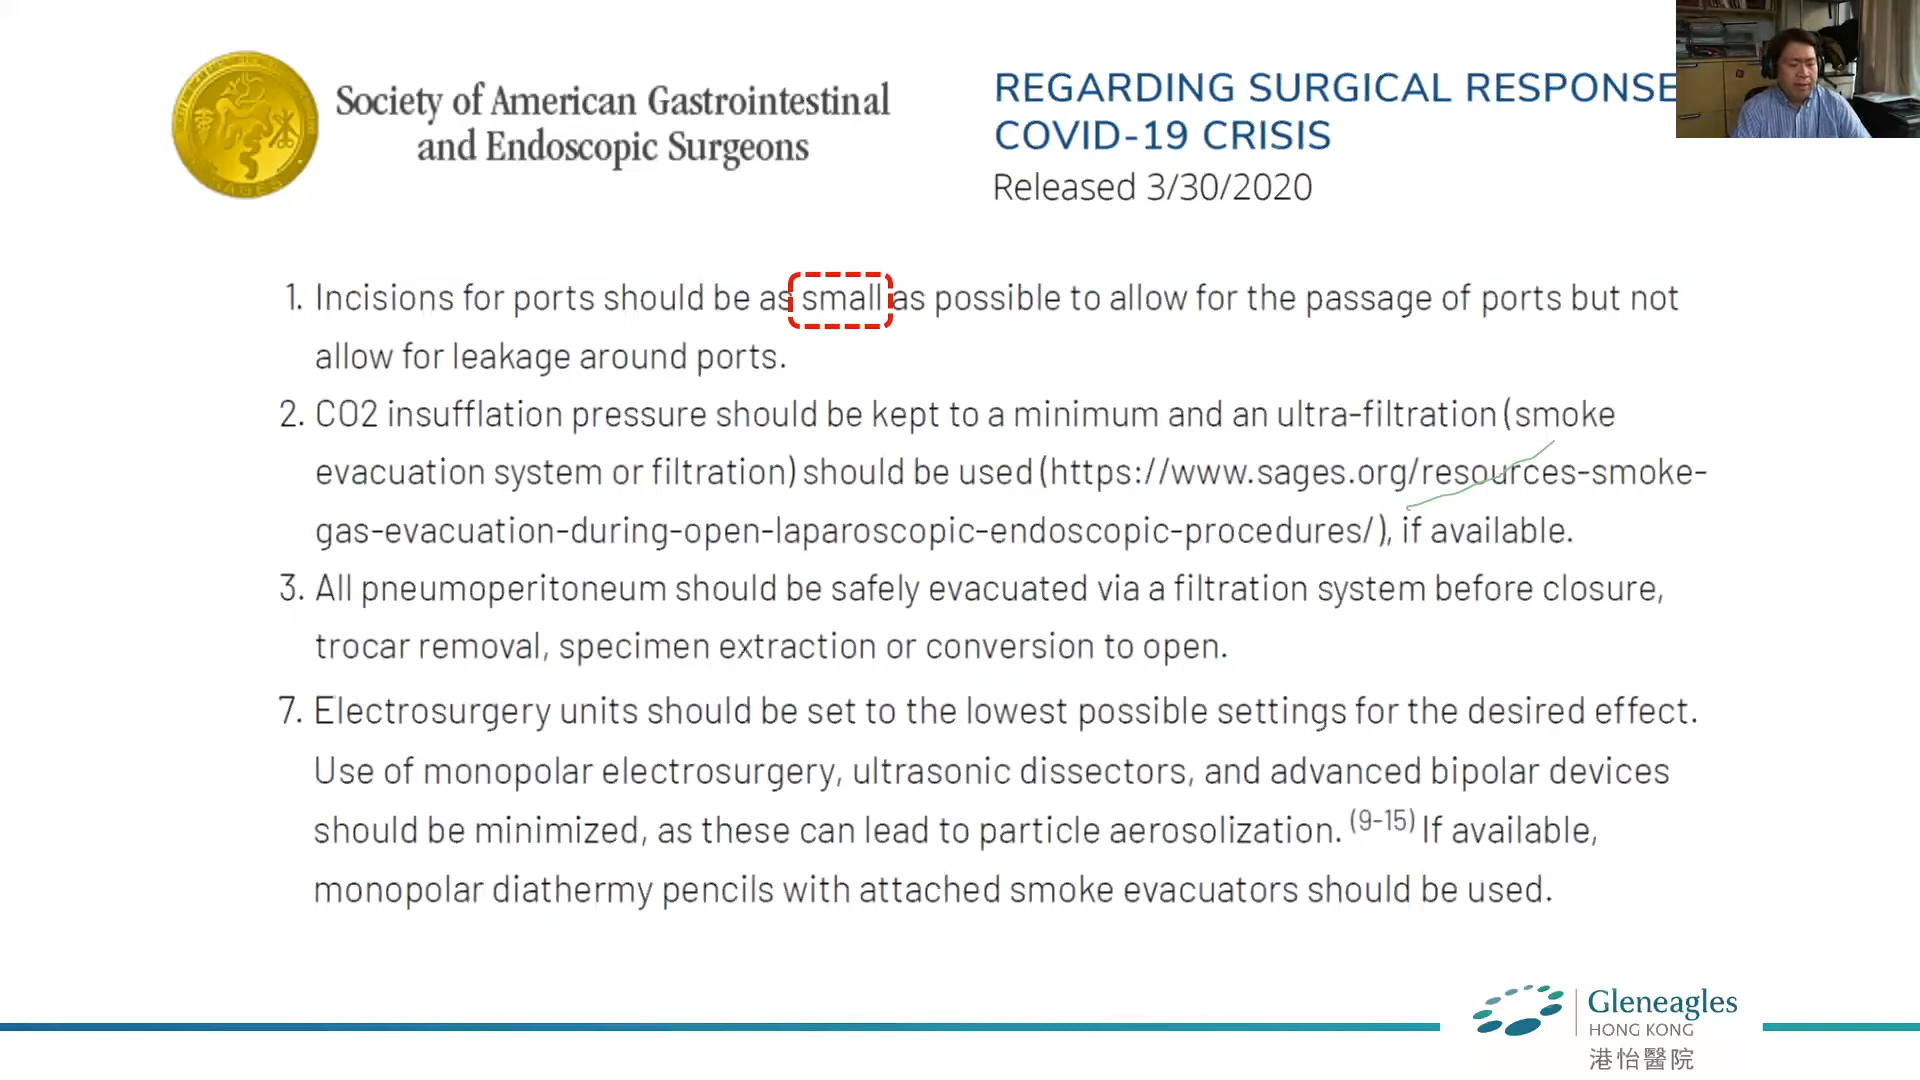 Society of American Gastrointestinal
and Endoscopic Surgeons
REGARDING SURGICAL RESPONSE
COVID-19 CRISIS
Released 3/30/2020
1. Incisions for ports should be as small as possible to allow for the passage of ports but not
allow for leakage around ports.
2. CO2 insufflation pressure should be kept to a minimum and an ultra-filtration (smoke
evacuation system or filtration) should be used (https://www.sages.org/resources-smoke-
gas-evacuation-during-open-laparoscopic-endoscopic-procedures/), if available.
3. All pneumoperitoneum should be safely evacuated via a filtration system before closure,
trocar removal, specimen extraction or conversion to open.
7. Electrosurgery units should be set to the lowest possible settings for the desired effect.
Use of monopolar electrosurgery, ultrasonic dissectors, and advanced bipolar devices
should be minimized, as these can lead to particle aerosolization. (9-15) If available,
monopolar diathermy pencils with attached smoke evacuators should be used.
Gleneagles
HONG KONG
港怡醫院